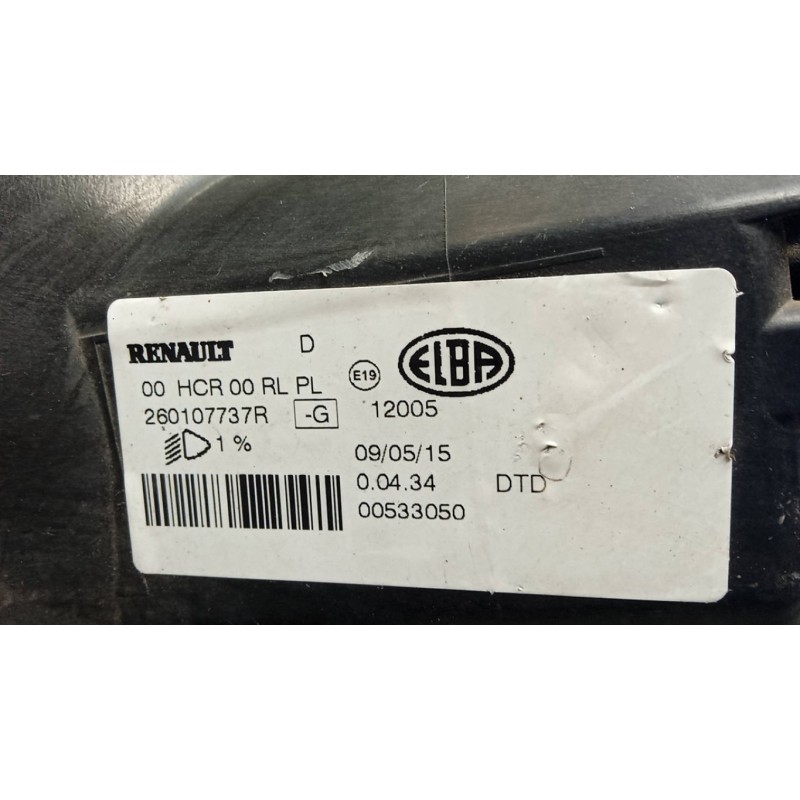 RENAULT D
00 HCR 00 RL PL E19 ELBA
260107737R -G 12005
1 % 09/05/15
0.04.34 DTD
00533050